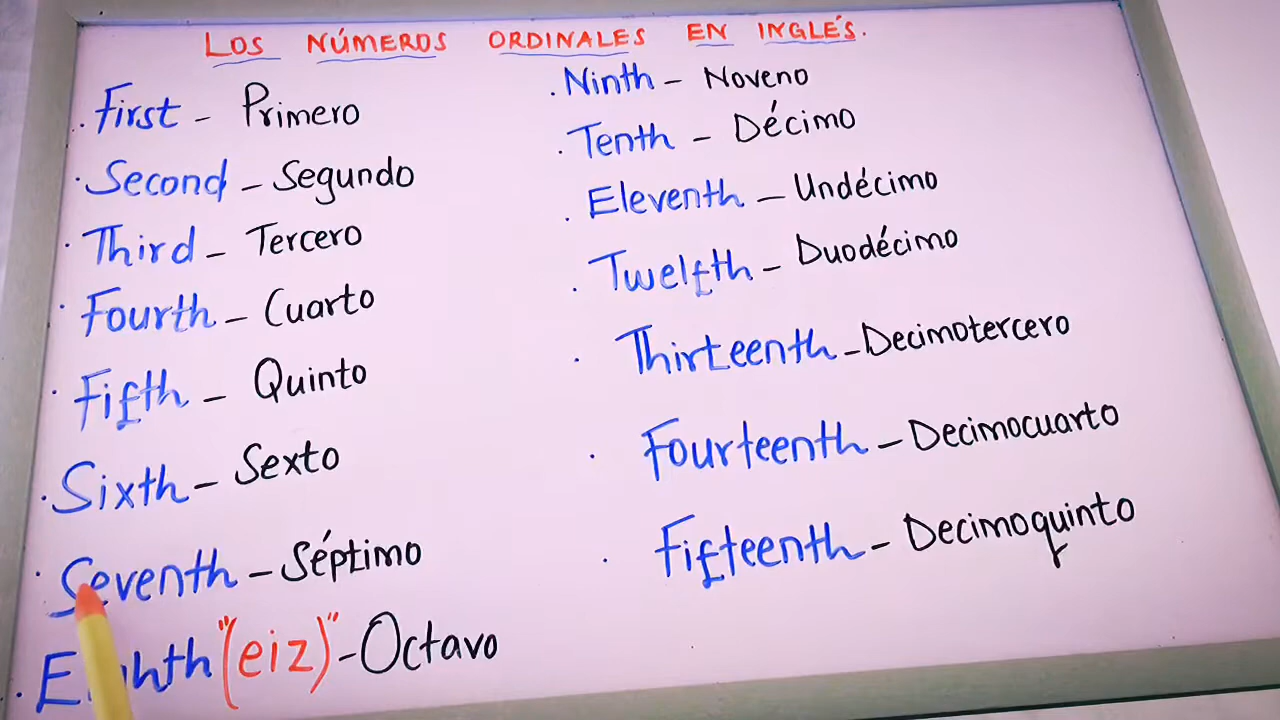 LOS NÚMEROS ORDINALES EN INGLÉS.
. First - Primero
. Second - Segundo
. Third - Tercero
. Fourth - Cuarto
. Fifth - Quinto
. Sixth - Sexto
. Seventh - Séptimo
. "(eiz)" - Octavo
. Ninth - Noveno
. Tenth - Décimo
. Eleventh - Undécimo
. Twelfth - Duodécimo
. Thirteenth - Decimotercero
. Fourteenth - Decimocuarto
. Fifteenth - Decimoquinto